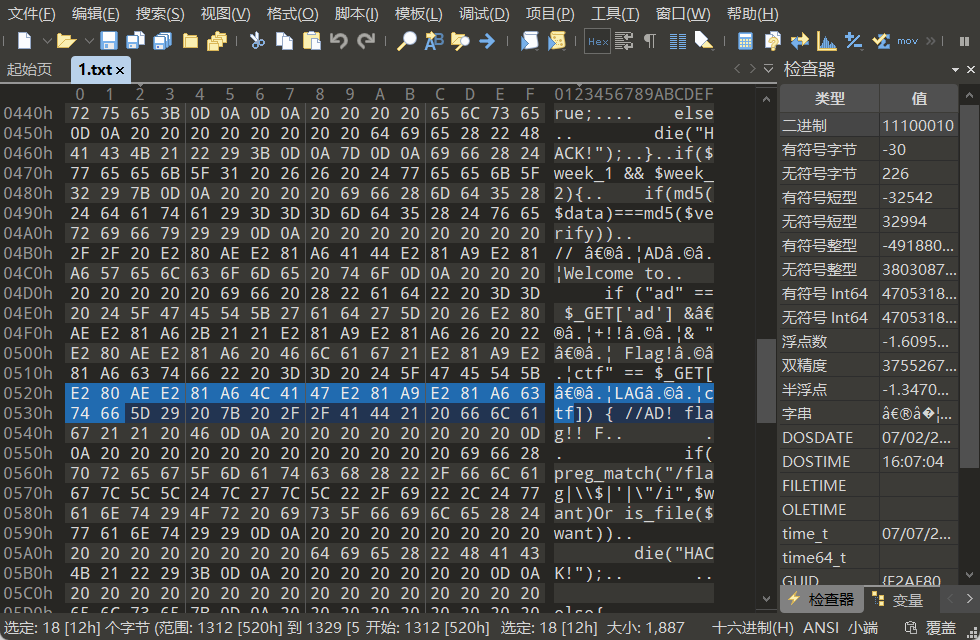 文件(F) 编辑(E) 搜索(S) 视图(V) 格式(O) 脚本(I) 模板(L) 调试(D) 项目(P) 工具(T) 窗口(W) 帮助(H)
Hex
mov
起始页 1.txt × 检查器
0 1 2 3 4 5 6 7 8 9 A B C D E F 0123456789ABCDEF
0440h 72 75 65 3B 0D 0A 0D 0A 20 20 20 20 65 6C 73 65 rue;.... else
0450h 0D 0A 20 20 20 20 20 20 20 20 64 69 65 28 22 48 .. die("H
0460h 41 43 4B 21 22 29 3B 0D 0A 7D 0D 0A 69 66 28 24 ACK!");..}..if($
0470h 77 65 65 6B 5F 31 20 26 26 20 24 77 65 65 6B 5F week_1 && $week_
0480h 32 29 7B 0D 0A 20 20 20 20 69 66 28 6D 64 35 28 2){.. if(md5(
0490h 24 64 61 74 61 29 3D 3D 3D 6D 64 35 28 24 76 65 $data)===md5($ve
04A0h 72 69 66 79 29 29 0D 0A 20 20 20 20 20 20 20 20 rify))..
04B0h 2F 2F 20 E2 80 AE E2 81 A6 41 44 E2 81 A9 E2 81 // â€®â.¦ADâ.©â.
04C0h A6 57 65 6C 63 6F 6D 65 20 74 6F 0D 0A 20 20 20 ¦Welcome to..
04D0h 20 20 20 20 20 69 66 20 28 22 61 64 22 20 3D 3D if ("ad" ==
04E0h 20 24 5F 47 45 54 5B 27 61 64 27 5D 20 26 E2 80 $_GET['ad'] &â€
04F0h AE E2 81 A6 2B 21 21 E2 81 A9 E2 81 A6 26 20 22 ®â.¦+!!â.©â.¦& "
0500h E2 80 AE E2 81 A6 20 46 6C 61 67 21 E2 81 A9 E2 â€®â.¦ Flag!â.©â
0510h 81 A6 63 74 66 22 20 3D 3D 20 24 5F 47 45 54 5B .¦ctf" == $_GET[
0520h E2 80 AE E2 81 A6 4C 41 47 E2 81 A9 E2 81 A6 63 â€®â.¦LAGâ.©â.¦c
0530h 74 66 5D 29 20 7B 20 2F 2F 41 44 21 20 66 6C 61 tf]) { //AD! fla
0540h 67 21 21 20 46 0D 0A 20 20 20 20 20 20 20 20 0D g!! F.. .
0550h 0A 20 20 20 20 20 20 20 20 20 20 20 20 69 66 28 . if(
0560h 70 72 65 67 5F 6D 61 74 63 68 28 22 2F 66 6C 61 preg_match("/fla
0570h 67 7C 5C 5C 24 7C 27 7C 5C 22 2F 69 22 2C 24 77 g|\\$|'|\"/i",$w
0580h 61 6E 74 29 4F 72 20 69 73 5F 66 69 6C 65 28 24 ant)Or is_file($
0590h 77 61 6E 74 29 29 0D 0A 20 20 20 20 20 20 20 20 want))..
05A0h 20 20 20 20 20 20 20 20 64 69 65 28 22 48 41 43 die("HAC
05B0h 4B 21 22 29 3B 0D 0A 20 20 20 20 20 20 20 0D 0A K!");.. ..
05C0h 20 20 20 20 20 20 20 20 20 20 20 20 20 20 20 20
05D0h 65 6C 73 65 7B 0D 0A 20 20 20 20 20 20 20 20 20 else{
类型 值
二进制 11100010
有符号字节 -30
无符号字节 226
有符号短型 -32542
无符号短型 32994
有符号整型 -491880...
无符号整型 3803087...
有符号 Int64 4705318...
无符号 Int64 4705318...
浮点数 -1.6095...
双精度 3755267...
半浮点 -1.3470...
字串 â€®â�¦...
DOSDATE 07/02/2...
DOSTIME 16:07:04
FILETIME
OLETIME
time_t 07/07/2...
time64_t
GUID {E2AE80
检查器 变量
选定: 18 [12h] 个字节 (范围: 1312 [520h] 到 1329 [5 开始: 1312 [520h] 选定: 18 [12h] 大小: 1,887 十六进制(H) ANSI 小端 覆盖